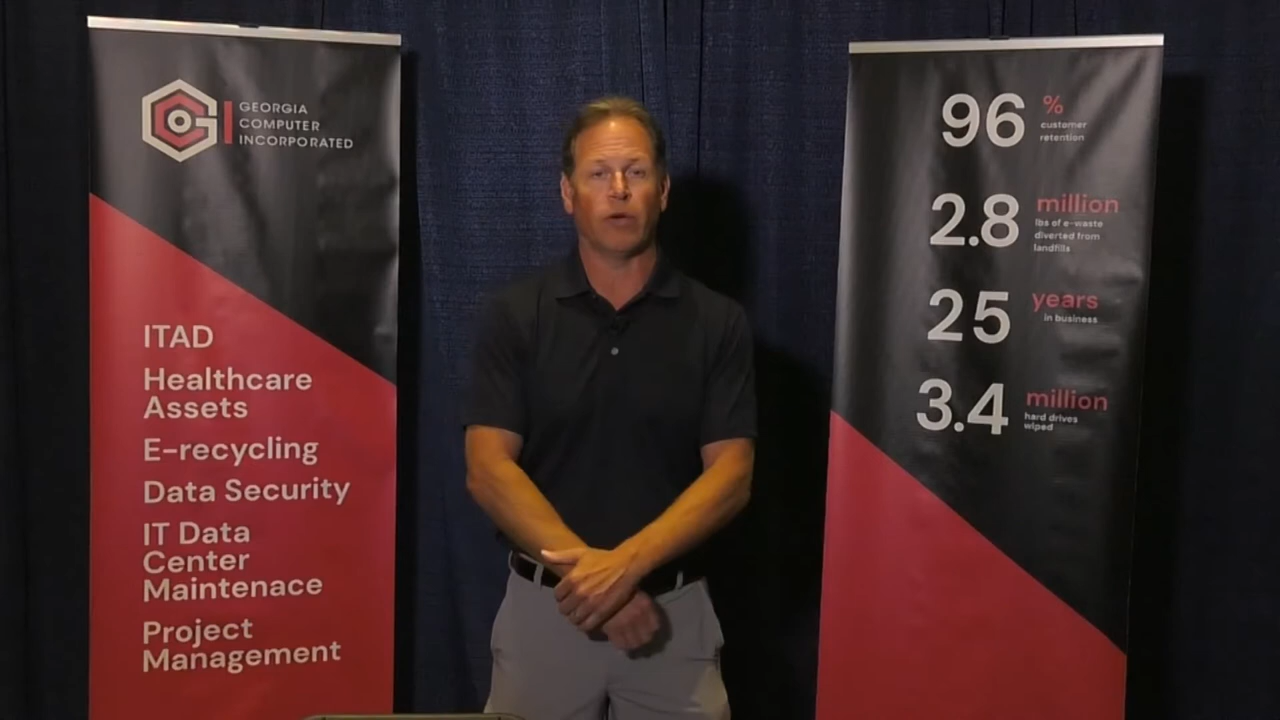 GEORGIA
COMPUTER
INCORPORATED
ITAD
Healthcare
Assets
E-recycling
Data Security
IT Data
Center
Maintenace
Project
Management
96 %
customer
retention
2.8 million
lbs of e-waste
diverted from
landfills
25 years
in business
3.4 million
hard drives
wiped